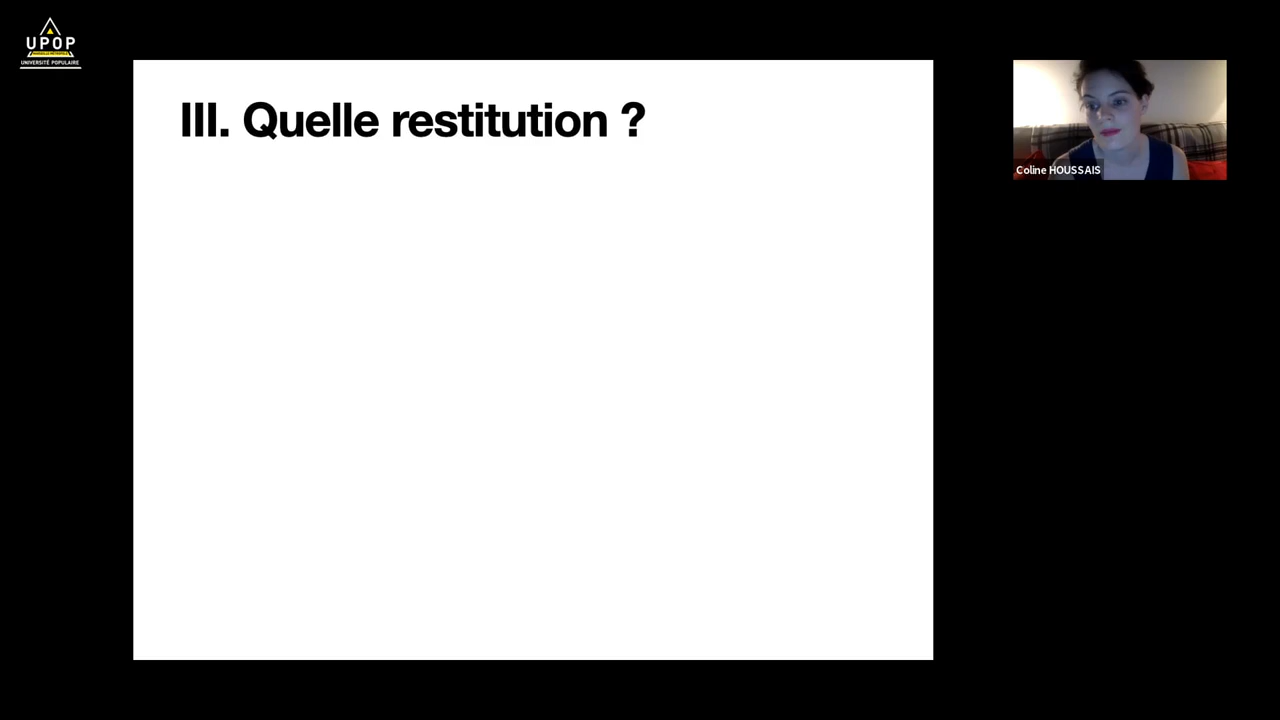 UPOP
UNIVERSITÉ POPULAIRE
III. Quelle restitution ?
Coline HOUSSAIS